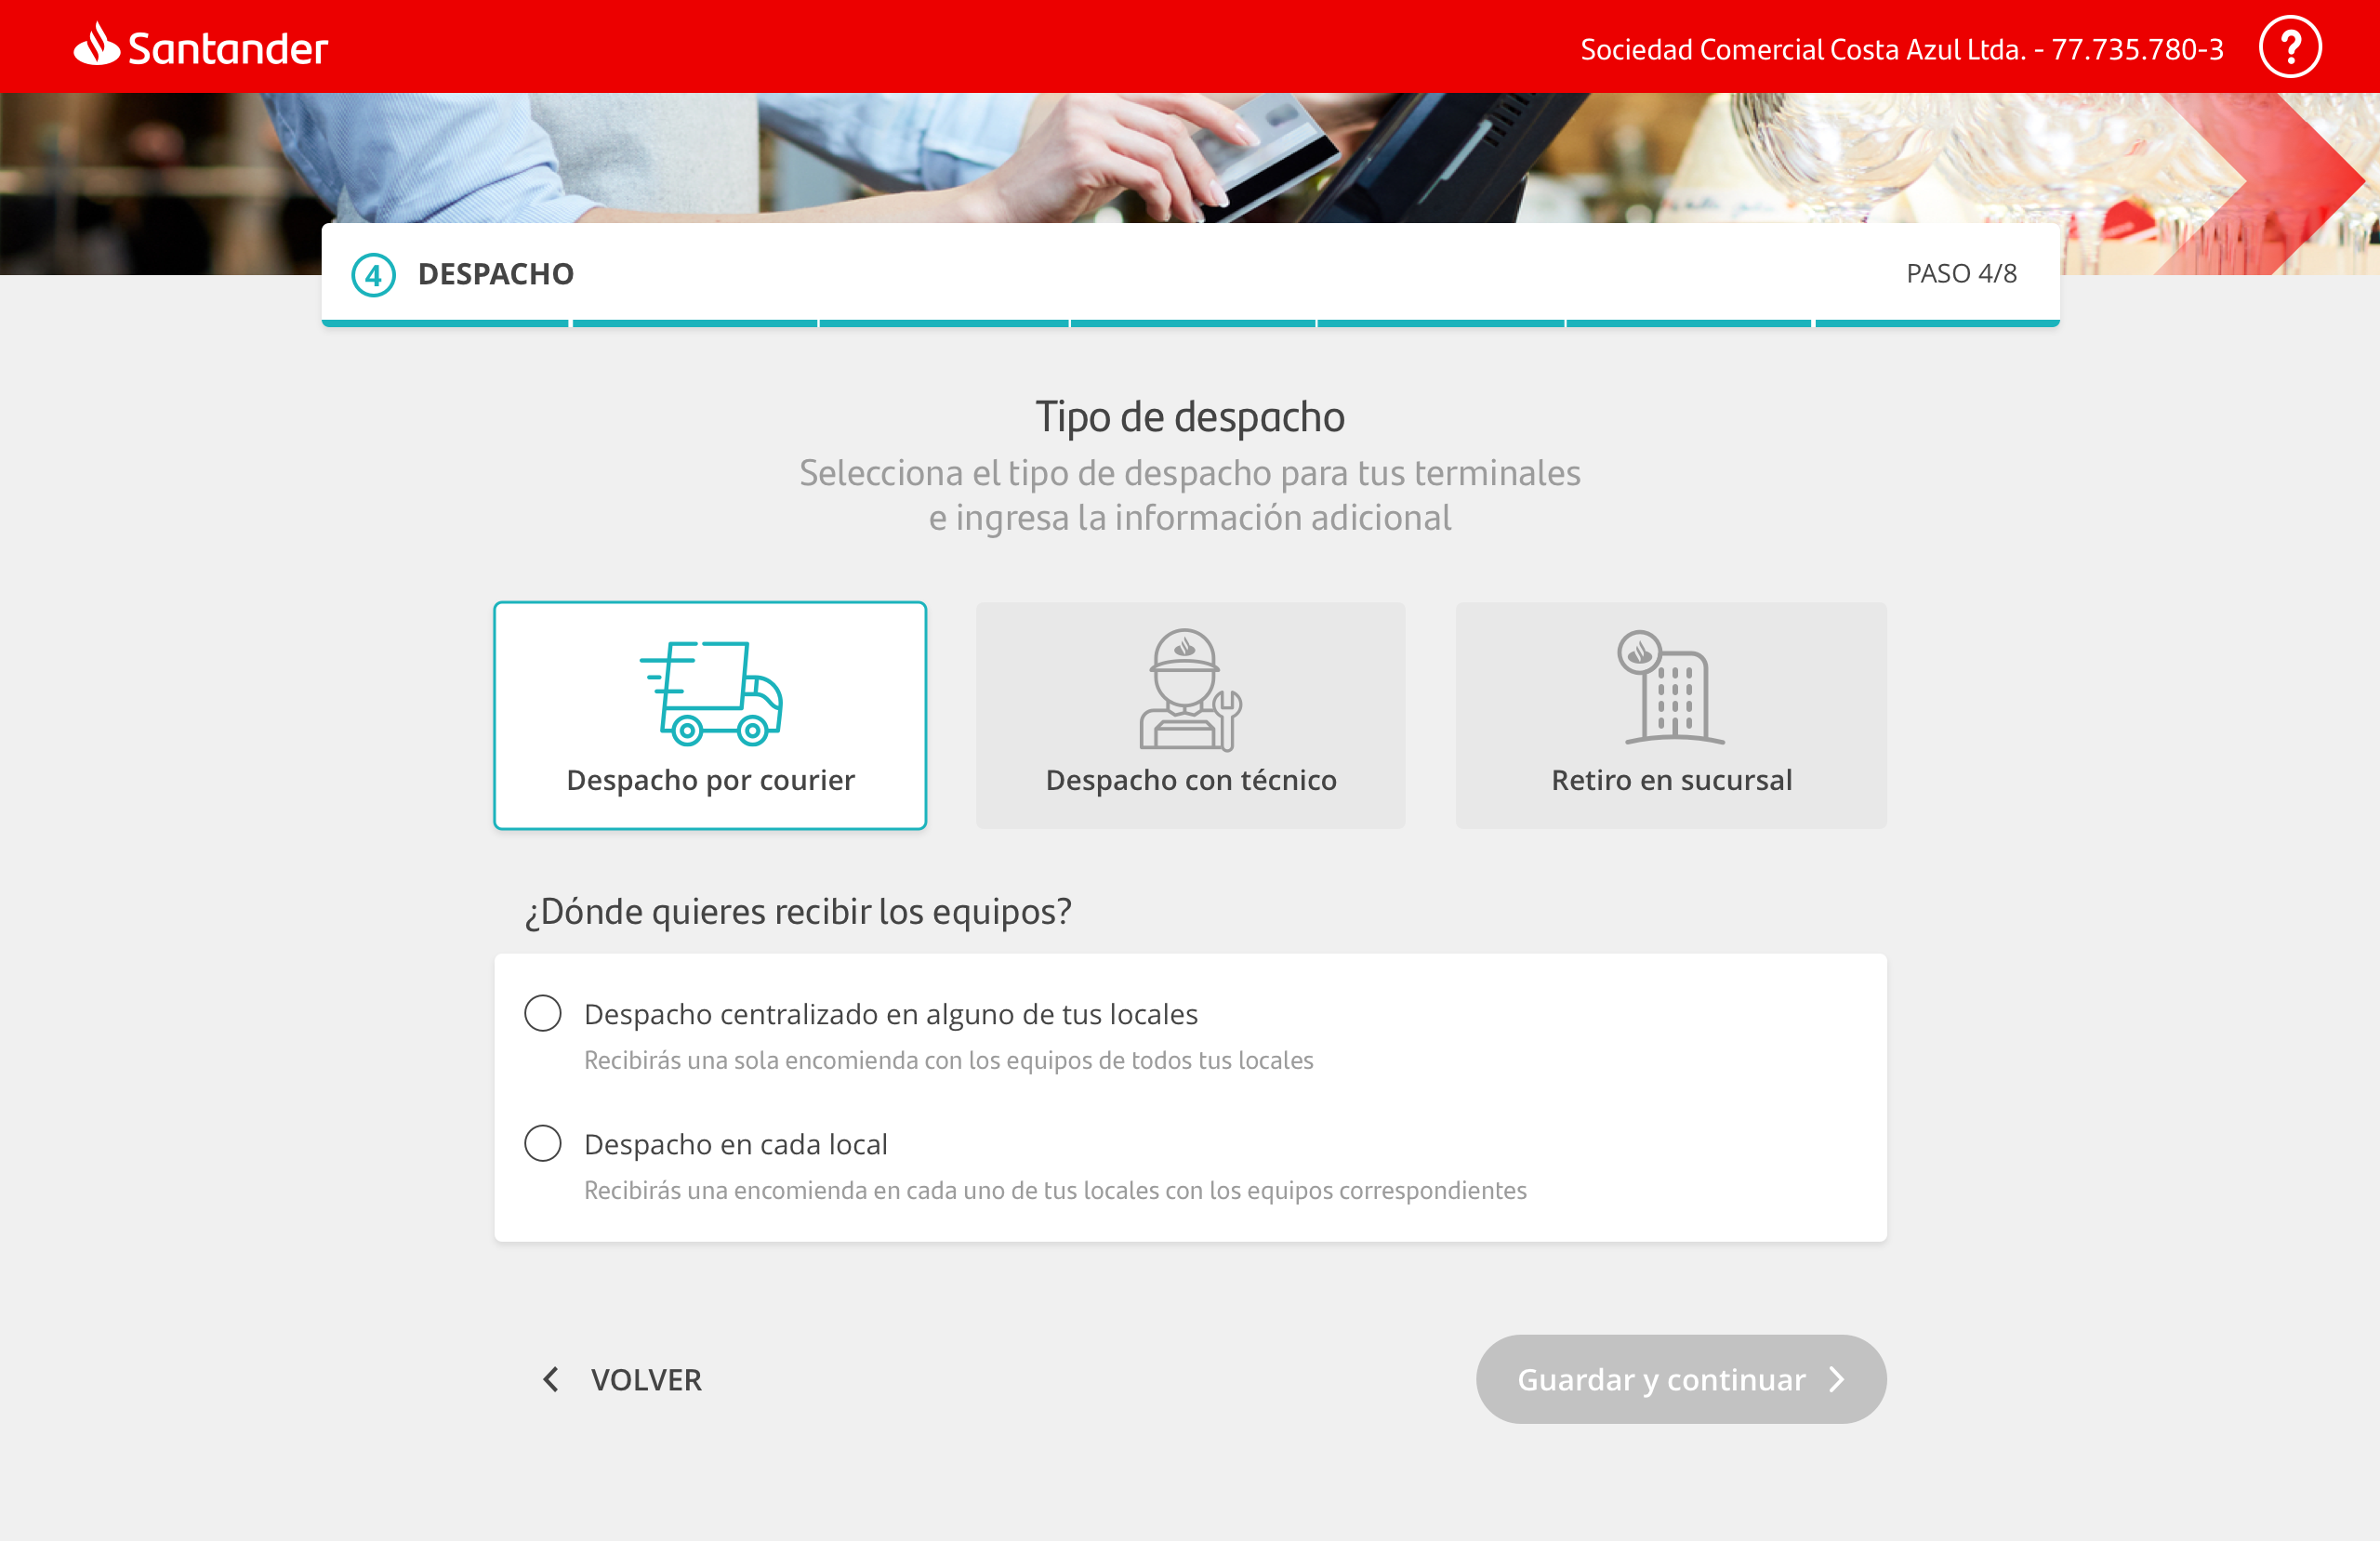 Santander
Sociedad Comercial Costa Azul Ltda. - 77.735.780-3
?
4 DESPACHO
PASO 4/8
Tipo de despacho
Selecciona el tipo de despacho para tus terminales
e ingresa la información adicional
Despacho por courier
Despacho con técnico
Retiro en sucursal
¿Dónde quieres recibir los equipos?
Despacho centralizado en alguno de tus locales
Recibirás una sola encomienda con los equipos de todos tus locales
Despacho en cada local
Recibirás una encomienda en cada uno de tus locales con los equipos correspondientes
VOLVER
Guardar y continuar